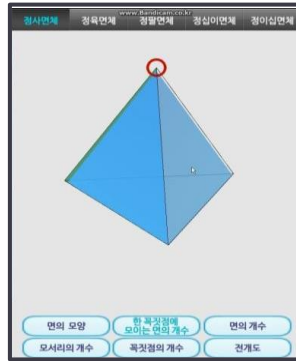 www.Bandicam.co.kr
정사면체 정육면체 정팔면체 정십이면체 정이십면체
면의 모양
한 꼭짓점에
모이는 면의 개수
면의 개수
모서리의 개수 꼭짓점의 개수 전개도